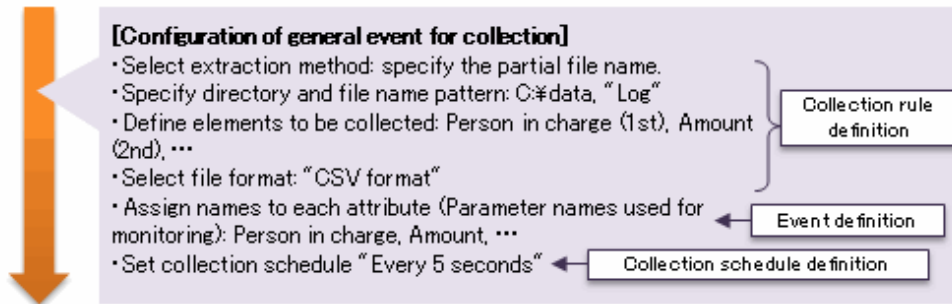 [Configuration of general event for collection]
・Select extraction method: specify the partial file name.
・Specify directory and file name pattern: C:¥data, "Log"
・Define elements to be collected: Person in charge (1st), Amount
(2nd), ･･･
・Select file format: "CSV format"
・Assign names to each attribute (Parameter names used for
monitoring): Person in charge, Amount, ･･･
・Set collection schedule "Every 5 seconds"
Collection rule
definition
Event definition
Collection schedule definition